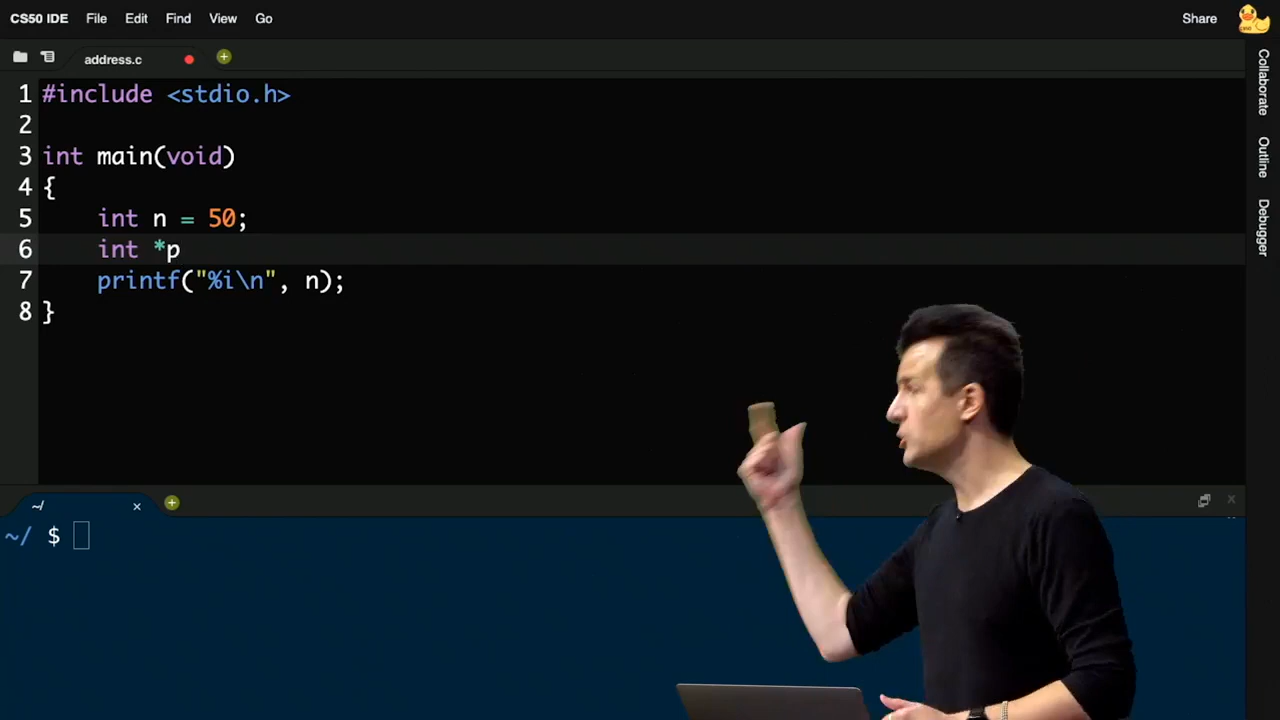 CS50 IDE File Edit Find View Go Share
address.c
Collaborate
Outline
Debugger
1 #include <stdio.h>
2
3 int main(void)
4 {
5 int n = 50;
6 int *p
7 printf("%i\n", n);
8 }
~/
~/ $